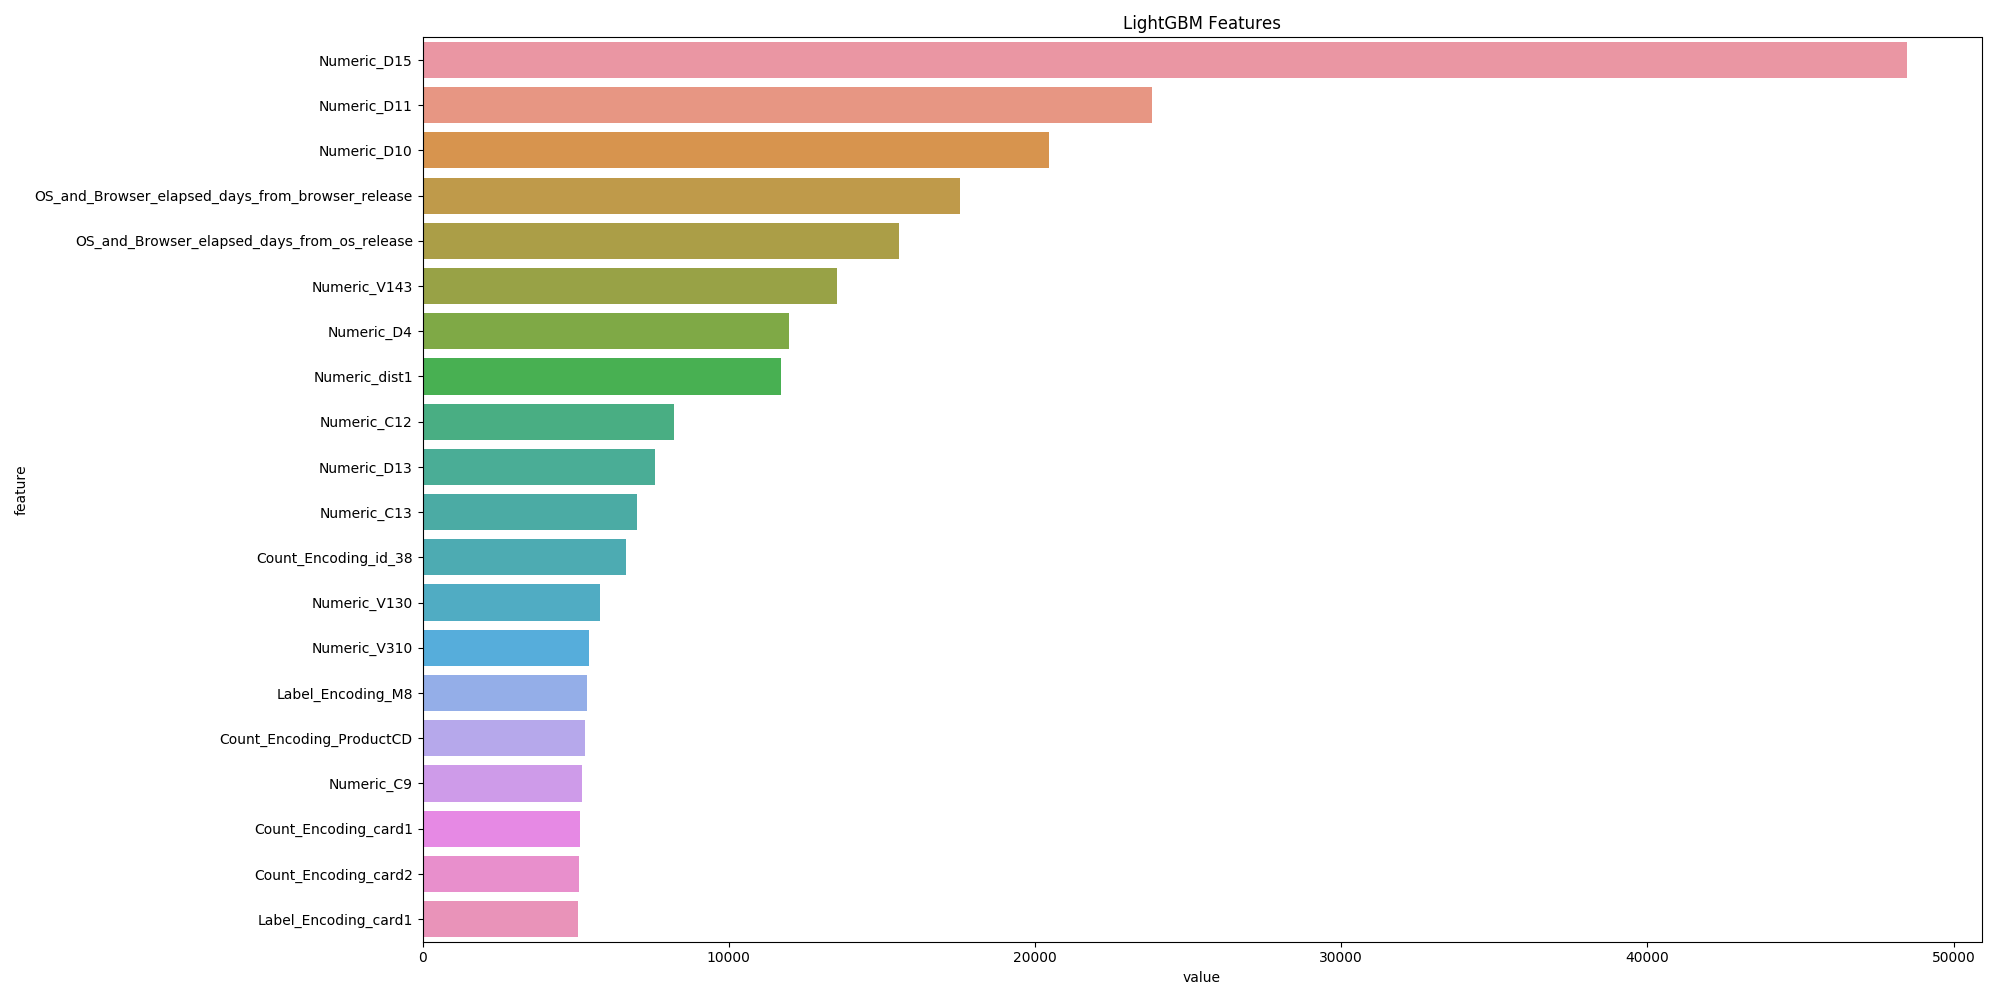 LightGBM Features
Numeric_D15
Numeric_D11
Numeric_D10
OS_and_Browser_elapsed_days_from_browser_release
OS_and_Browser_elapsed_days_from_os_release
Numeric_V143
Numeric_D4
Numeric_dist1
Numeric_C12
Numeric_D13
Numeric_C13
Count_Encoding_id_38
Numeric_V130
Numeric_V310
Label_Encoding_M8
Count_Encoding_ProductCD
Numeric_C9
Count_Encoding_card1
Count_Encoding_card2
Label_Encoding_card1
feature
0 10000 20000 30000 40000 50000
value